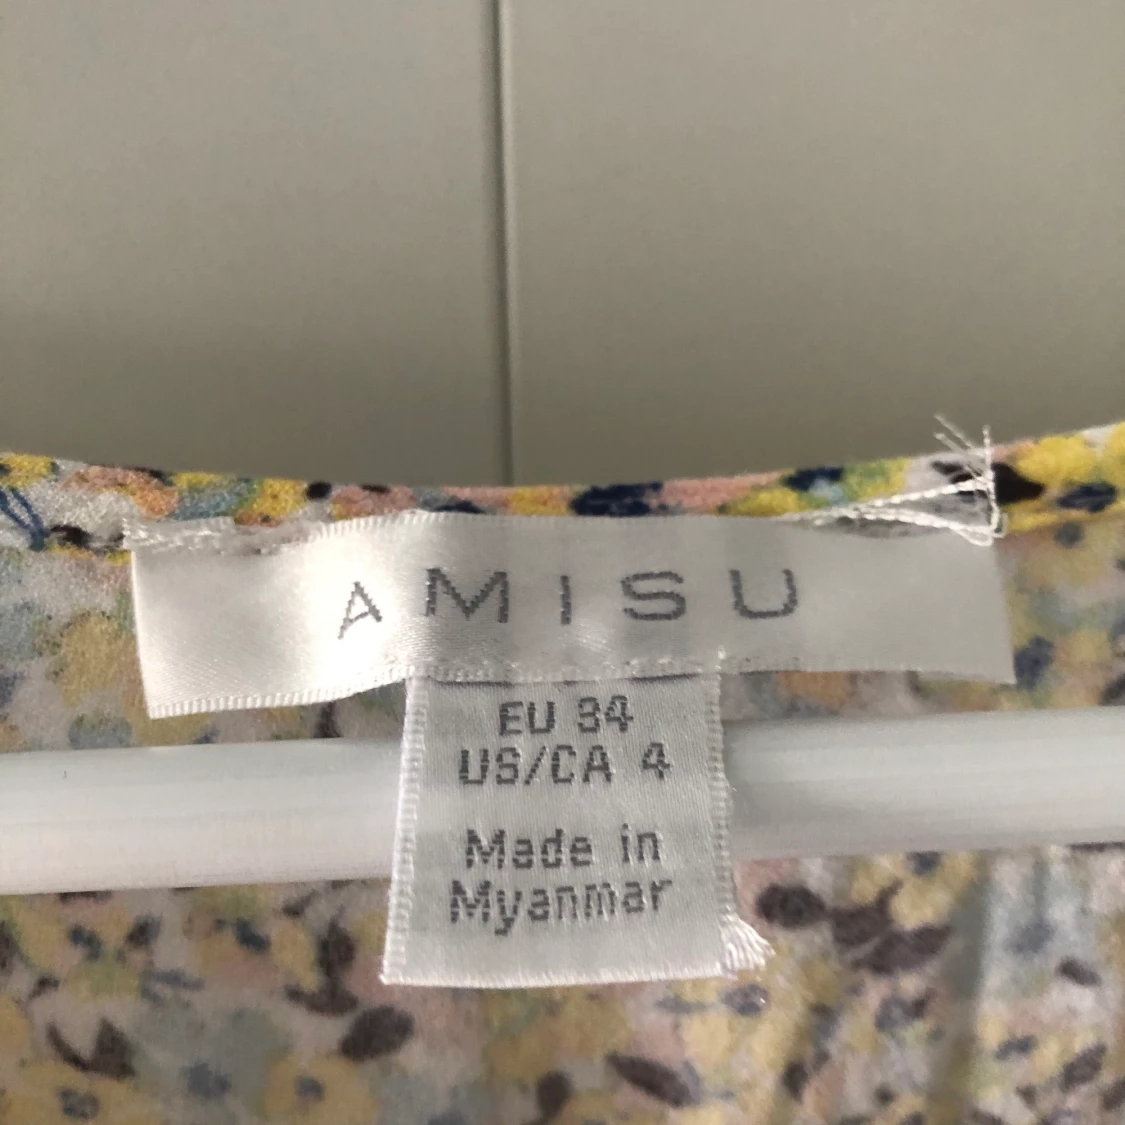 AMISU
EU 34
US/CA 4
Made in
Myanmar